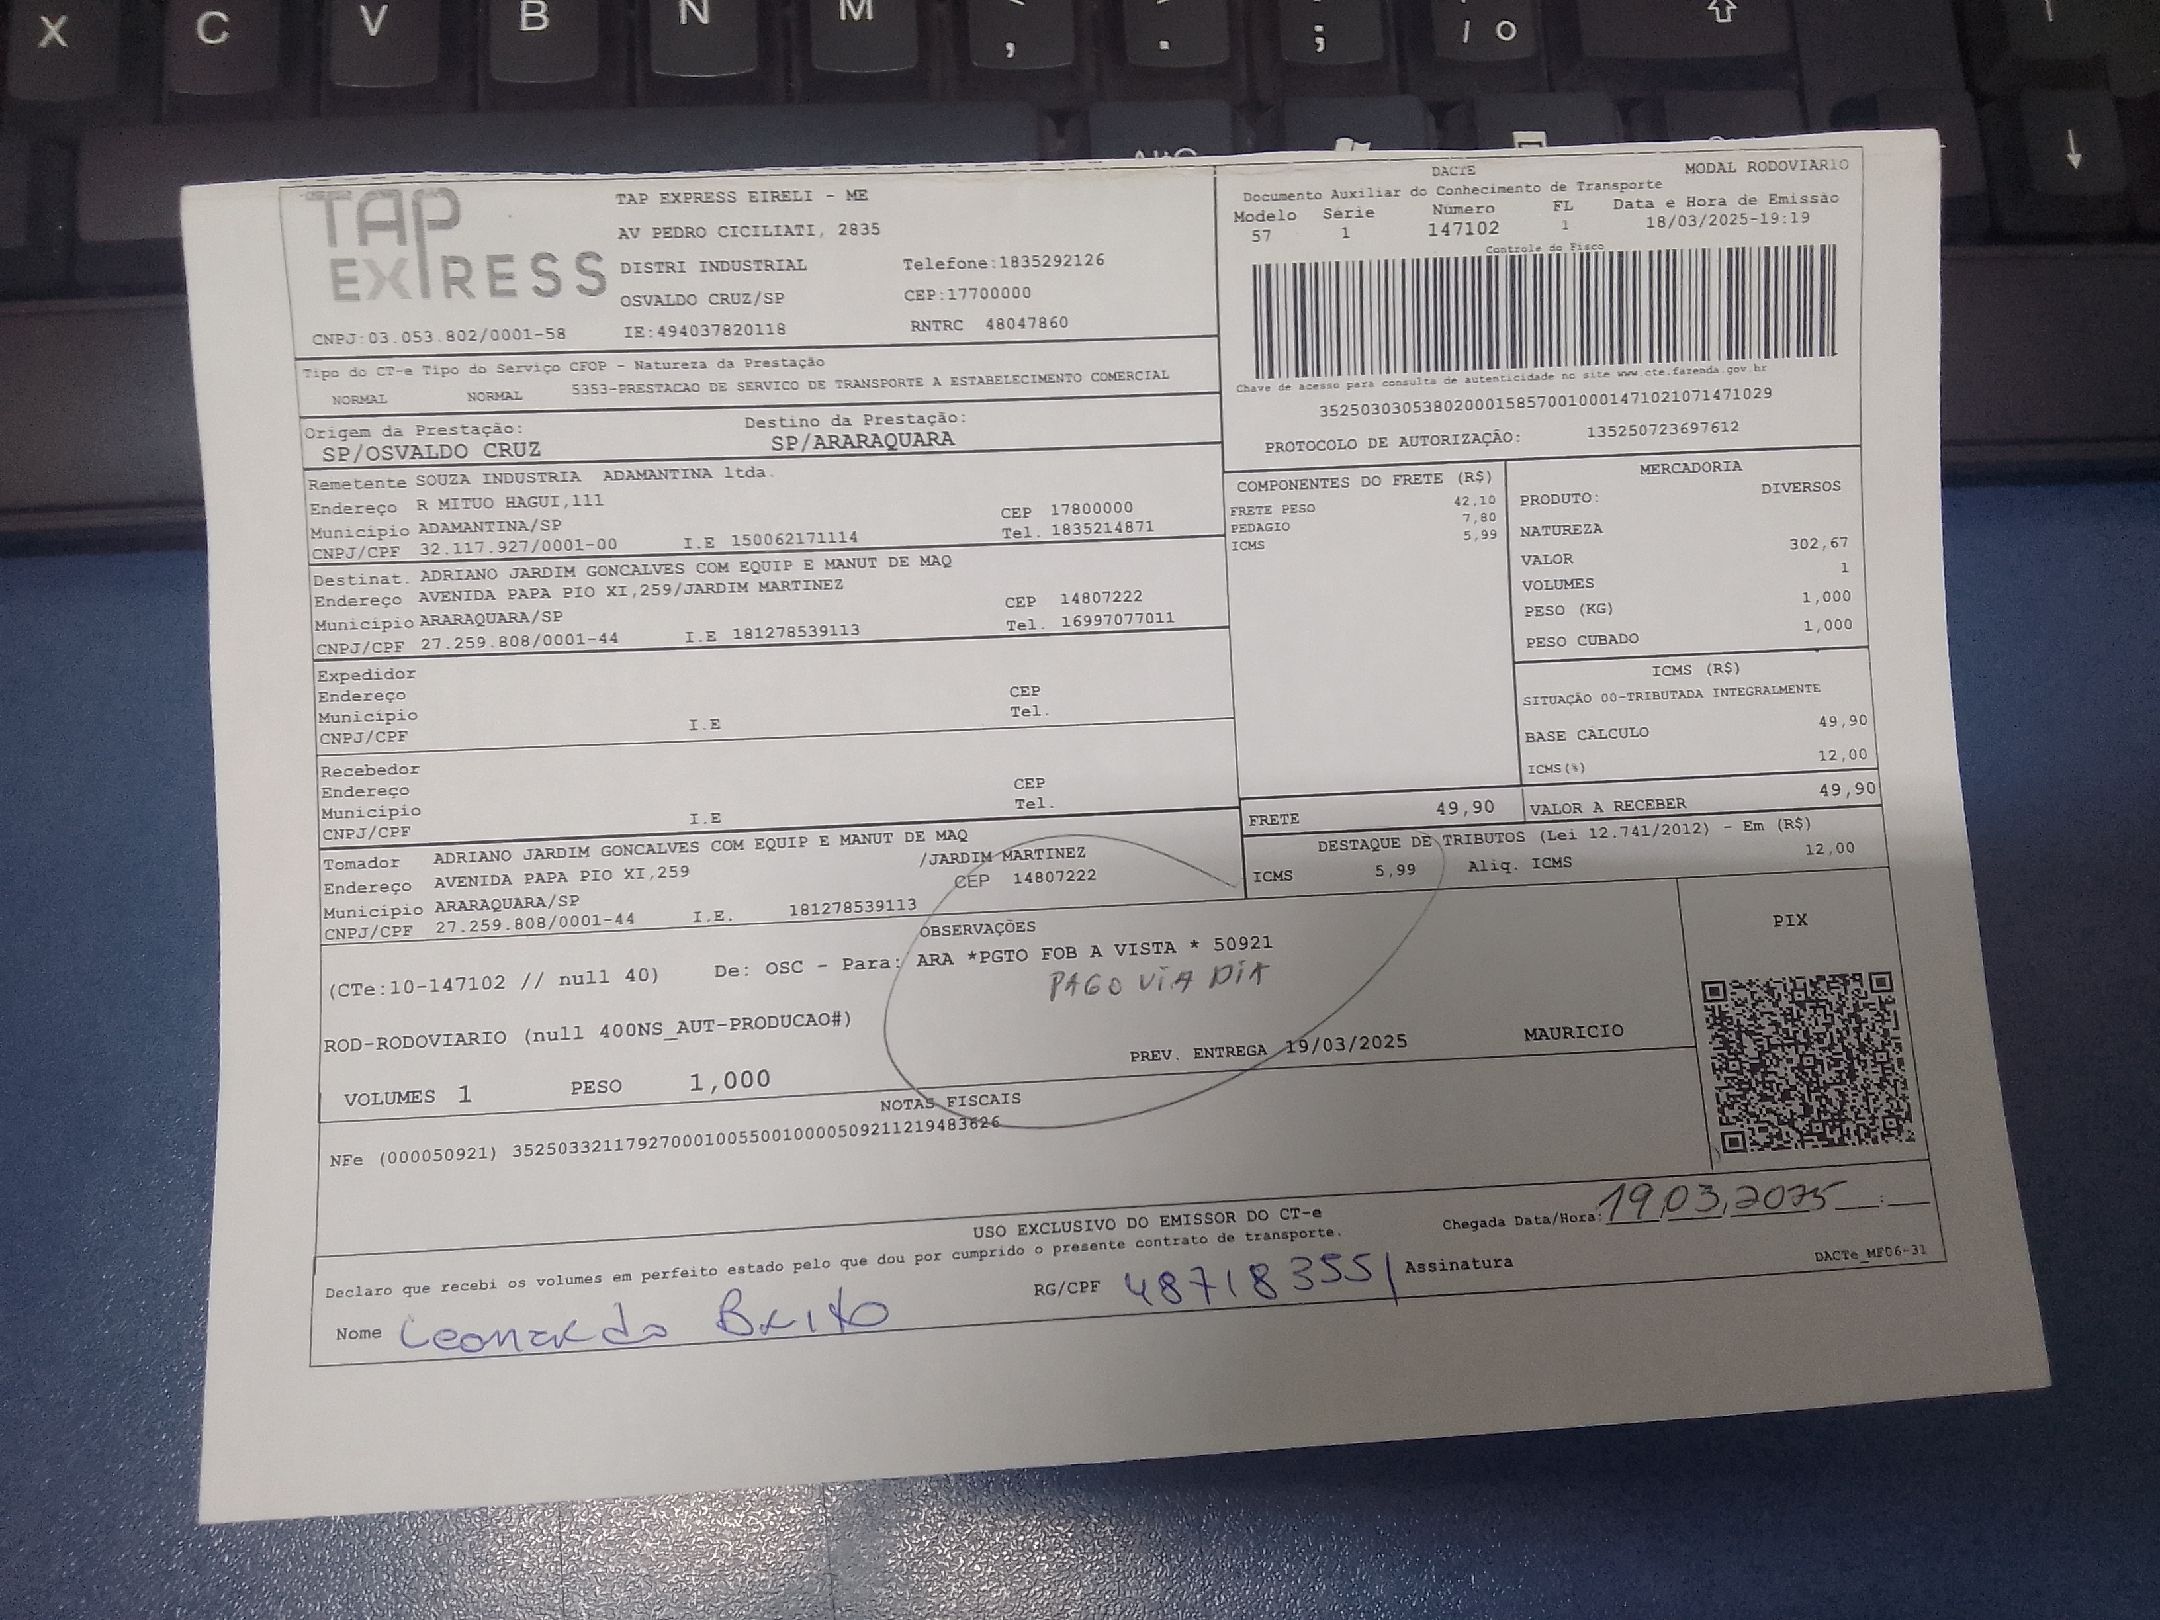 X C V B N M , . ; / O
TAP EXPRESS
TAP EXPRESS EIRELI - ME
AV PEDRO CICILIATI, 2835
DISTRI INDUSTRIAL Telefone:1835292126
OSVALDO CRUZ/SP CEP:17700000
CNPJ:03.053.802/0001-58 IE:494037820118 RNTRC 48047860
DACTE MODAL RODOVIARIO
Documento Auxiliar do Conhecimento de Transporte
Modelo Série Número FL Data e Hora de Emissão
57 1 147102 1 18/03/2025-19:19
Controle do Fisco
Chave de acesso para consulta de autenticidade no site www.cte.fazenda.gov.br
35250303053802000158570010001471021071471029
PROTOCOLO DE AUTORIZAÇÃO: 135250723697612
Tipo do CT-e Tipo do Serviço CFOP - Natureza da Prestação
NORMAL NORMAL 5353-PRESTACAO DE SERVICO DE TRANSPORTE A ESTABELECIMENTO COMERCIAL
Origem da Prestação: Destino da Prestação:
SP/OSVALDO CRUZ SP/ARARAQUARA
Remetente SOUZA INDUSTRIA ADAMANTINA ltda.
Endereço R MITUO HAGUI,111
Município ADAMANTINA/SP CEP 17800000
CNPJ/CPF 32.117.927/0001-00 I.E 150062171114 Tel. 1835214871
Destinat. ADRIANO JARDIM GONCALVES COM EQUIP E MANUT DE MAQ
Endereço AVENIDA PAPA PIO XI,259/JARDIM MARTINEZ
Município ARARAQUARA/SP CEP 14807222
CNPJ/CPF 27.259.808/0001-44 I.E 181278539113 Tel. 16997077011
Expedidor
Endereço CEP
Município Tel.
CNPJ/CPF I.E
Recebedor
Endereço CEP
Município Tel.
CNPJ/CPF I.E
Tomador ADRIANO JARDIM GONCALVES COM EQUIP E MANUT DE MAQ
Endereço AVENIDA PAPA PIO XI,259 /JARDIM MARTINEZ
Município ARARAQUARA/SP CEP 14807222
CNPJ/CPF 27.259.808/0001-44 I.E. 181278539113
COMPONENTES DO FRETE (R$)
FRETE PESO 42,10
PEDAGIO 7,80
ICMS 5,99
MERCADORIA
PRODUTO: DIVERSOS
NATUREZA
VALOR 302,67
VOLUMES 1
PESO (KG) 1,000
PESO CUBADO 1,000
ICMS (R$)
SITUAÇÃO 00-TRIBUTADA INTEGRALMENTE
BASE CÁLCULO 49,90
ICMS(%) 12,00
FRETE 49,90 VALOR A RECEBER 49,90
DESTAQUE DE TRIBUTOS (Lei 12.741/2012) - Em (R$)
ICMS 5,99 Aliq. ICMS 12,00
OBSERVAÇÕES
(CTe:10-147102 // null 40) De: OSC - Para: ARA *PGTO FOB A VISTA * 50921
PAGO VIA DIA
ROD-RODOVIARIO (null 400NS_AUT-PRODUCAO#)
PREV. ENTREGA 19/03/2025 MAURICIO
VOLUMES 1 PESO 1,000
PIX
NOTAS FISCAIS
NFe (000050921) 35250332117927000100550010000509211219483626
USO EXCLUSIVO DO EMISSOR DO CT-e
Chegada Data/Hora: 19,03,2025 :
Declaro que recebi os volumes em perfeito estado pelo que dou por cumprido o presente contrato de transporte.
Nome Leonardo Brito RG/CPF 487183551 Assinatura
DACTe_MF06-31